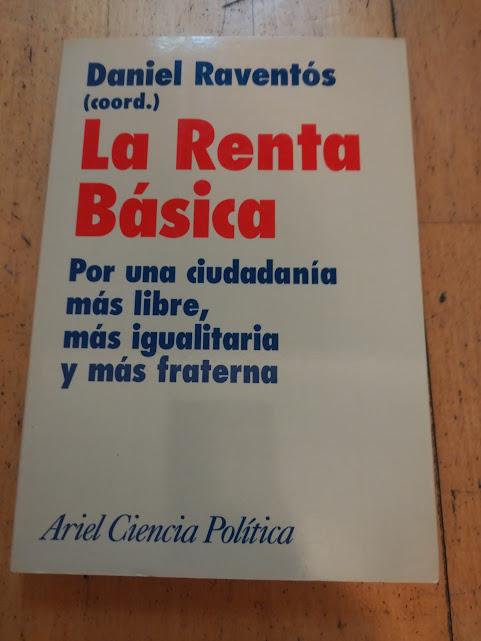 Daniel Raventós
(coord.)
La Renta
Básica
Por una ciudadanía
más libre,
más igualitaria
y más fraterna
Ariel Ciencia Política